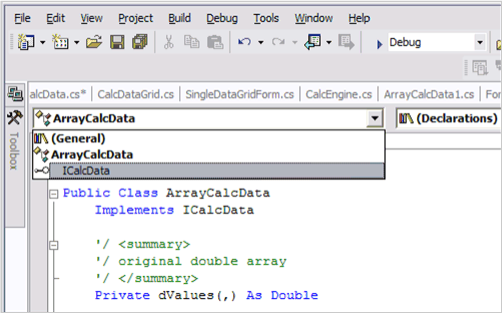 File Edit View Project Build Debug Tools Window Help
Debug
alcData.cs* CalcDataGrid.cs SingleDataGridForm.cs CalcEngine.cs ArrayCalcData1.cs For
ArrayCalcData (Declarations)
(General)
ArrayCalcData
ICalcData
Toolbox
Public Class ArrayCalcData
Implements ICalcData
'/ <summary>
'/ original double array
'/ </summary>
Private dValues(,) As Double